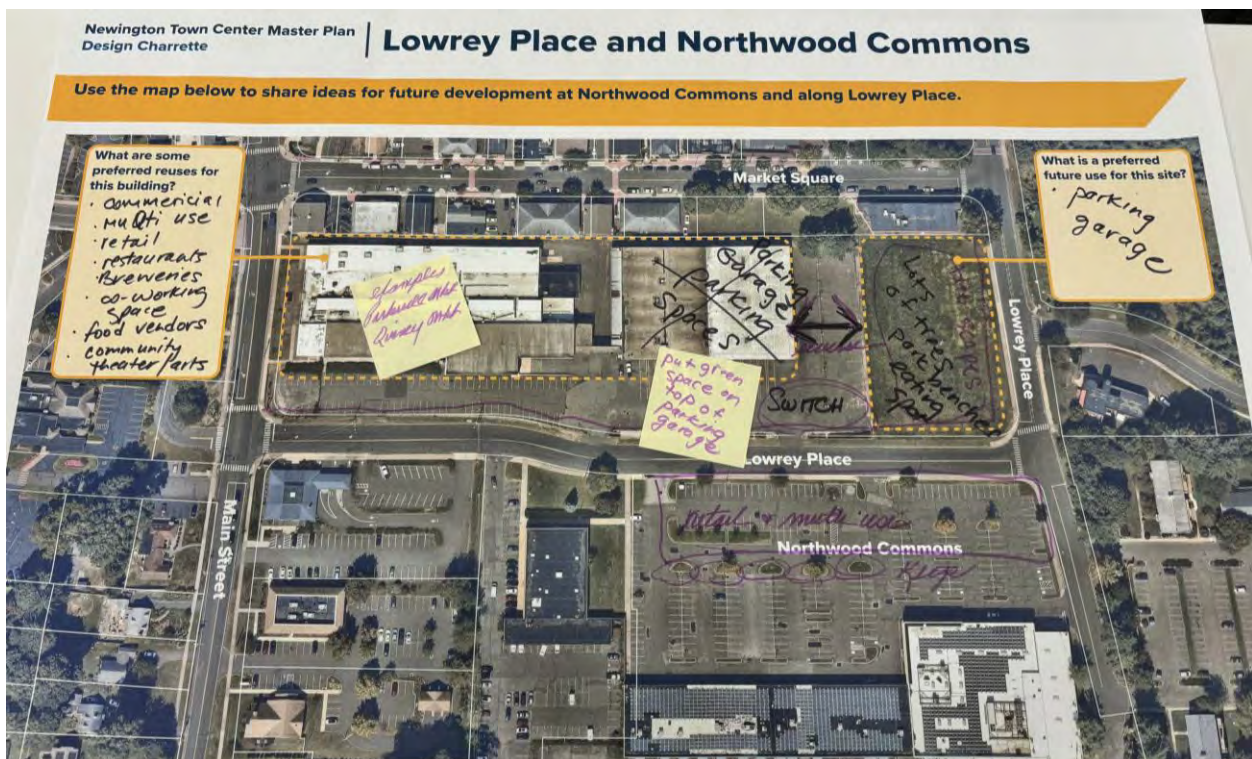 Newington Town Center Master Plan
Design Charrette
Lowrey Place and Northwood Commons
Use the map below to share ideas for future development at Northwood Commons and along Lowrey Place.
What are some
preferred reuses for
this building?
· commericial
· multi use
· retail
· restaurants
· Breweries
· co-working
space
· food vendors
· community
theater/arts
Market Square
What is a preferred
future use for this site?
· parking
garage
examples
Parkville Mkt
Quincy Mkt
Parking
Garage
parking
Spaces
Lots
of trees
park benches
eating
Spot
put green
space on
top of
parking
garage
SWITCH
Lowrey Place
Lowrey Place
Main Street
retail & multi use
Northwood Commons
Keep